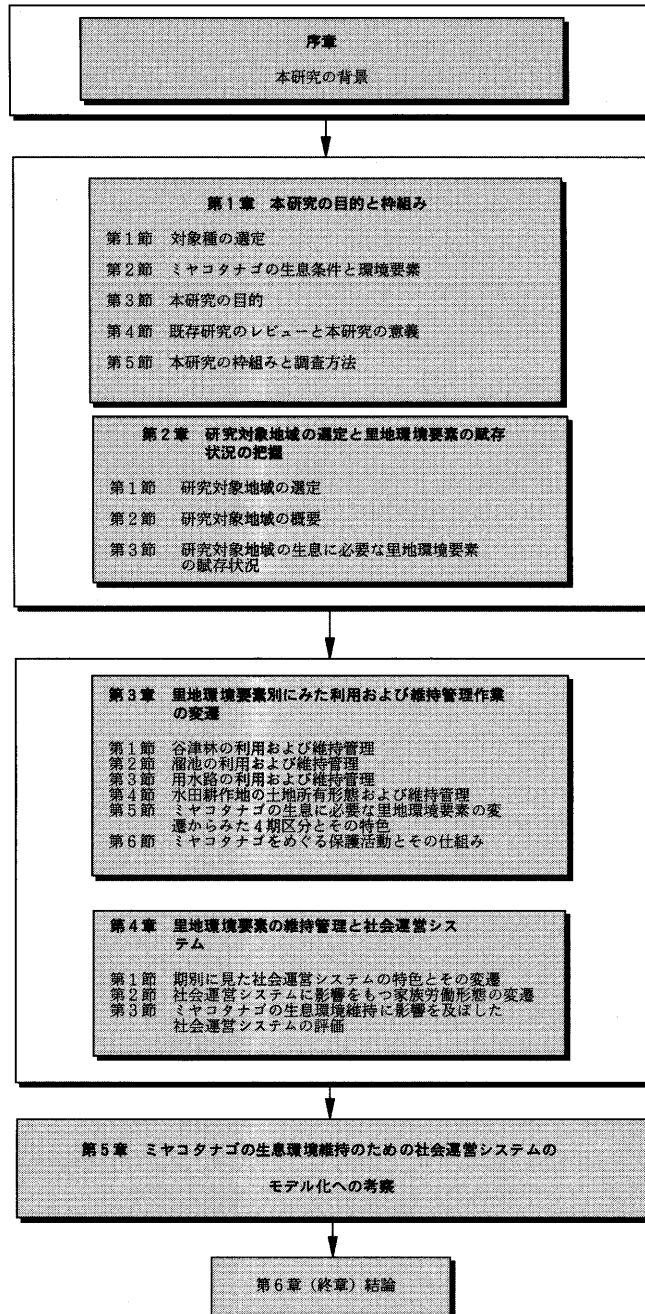 序章
本研究の背景
第1章 本研究の目的と枠組み
第1節 対象種の選定
第2節 ミヤコタナゴの生息条件と環境要素
第3節 本研究の目的
第4節 既存研究のレビューと本研究の意義
第5節 本研究の枠組みと調査方法
第2章 研究対象地域の選定と里地環境要素の賦存
状況の把握
第1節 研究対象地域の選定
第2節 研究対象地域の概要
第3節 研究対象地域の生息に必要な里地環境要素
の賦存状況
第3章 里地環境要素別にみた利用および維持管理作業
の変遷
第1節 谷津林の利用および維持管理
第2節 溜池の利用および維持管理
第3節 用水路の利用および維持管理
第4節 水田耕作地の土地所有形態および維持管理
第5節 ミヤコタナゴの生息に必要な里地環境要素の変
遷からみた4期区分とその特色
第6節 ミヤコタナゴをめぐる保護活動とその仕組み
第4章 里地環境要素の維持管理と社会運営シス
テム
第1節 期別に見た社会運営システムの特色とその変遷
第2節 社会運営システムに影響をもつ家族労働形態の変遷
第3節 ミヤコタナゴの生息環境維持に影響を及ぼした
社会運営システムの評価
第5章 ミヤコタナゴの生息環境維持のための社会運営システムの
モデル化への考察
第6章(終章)結論